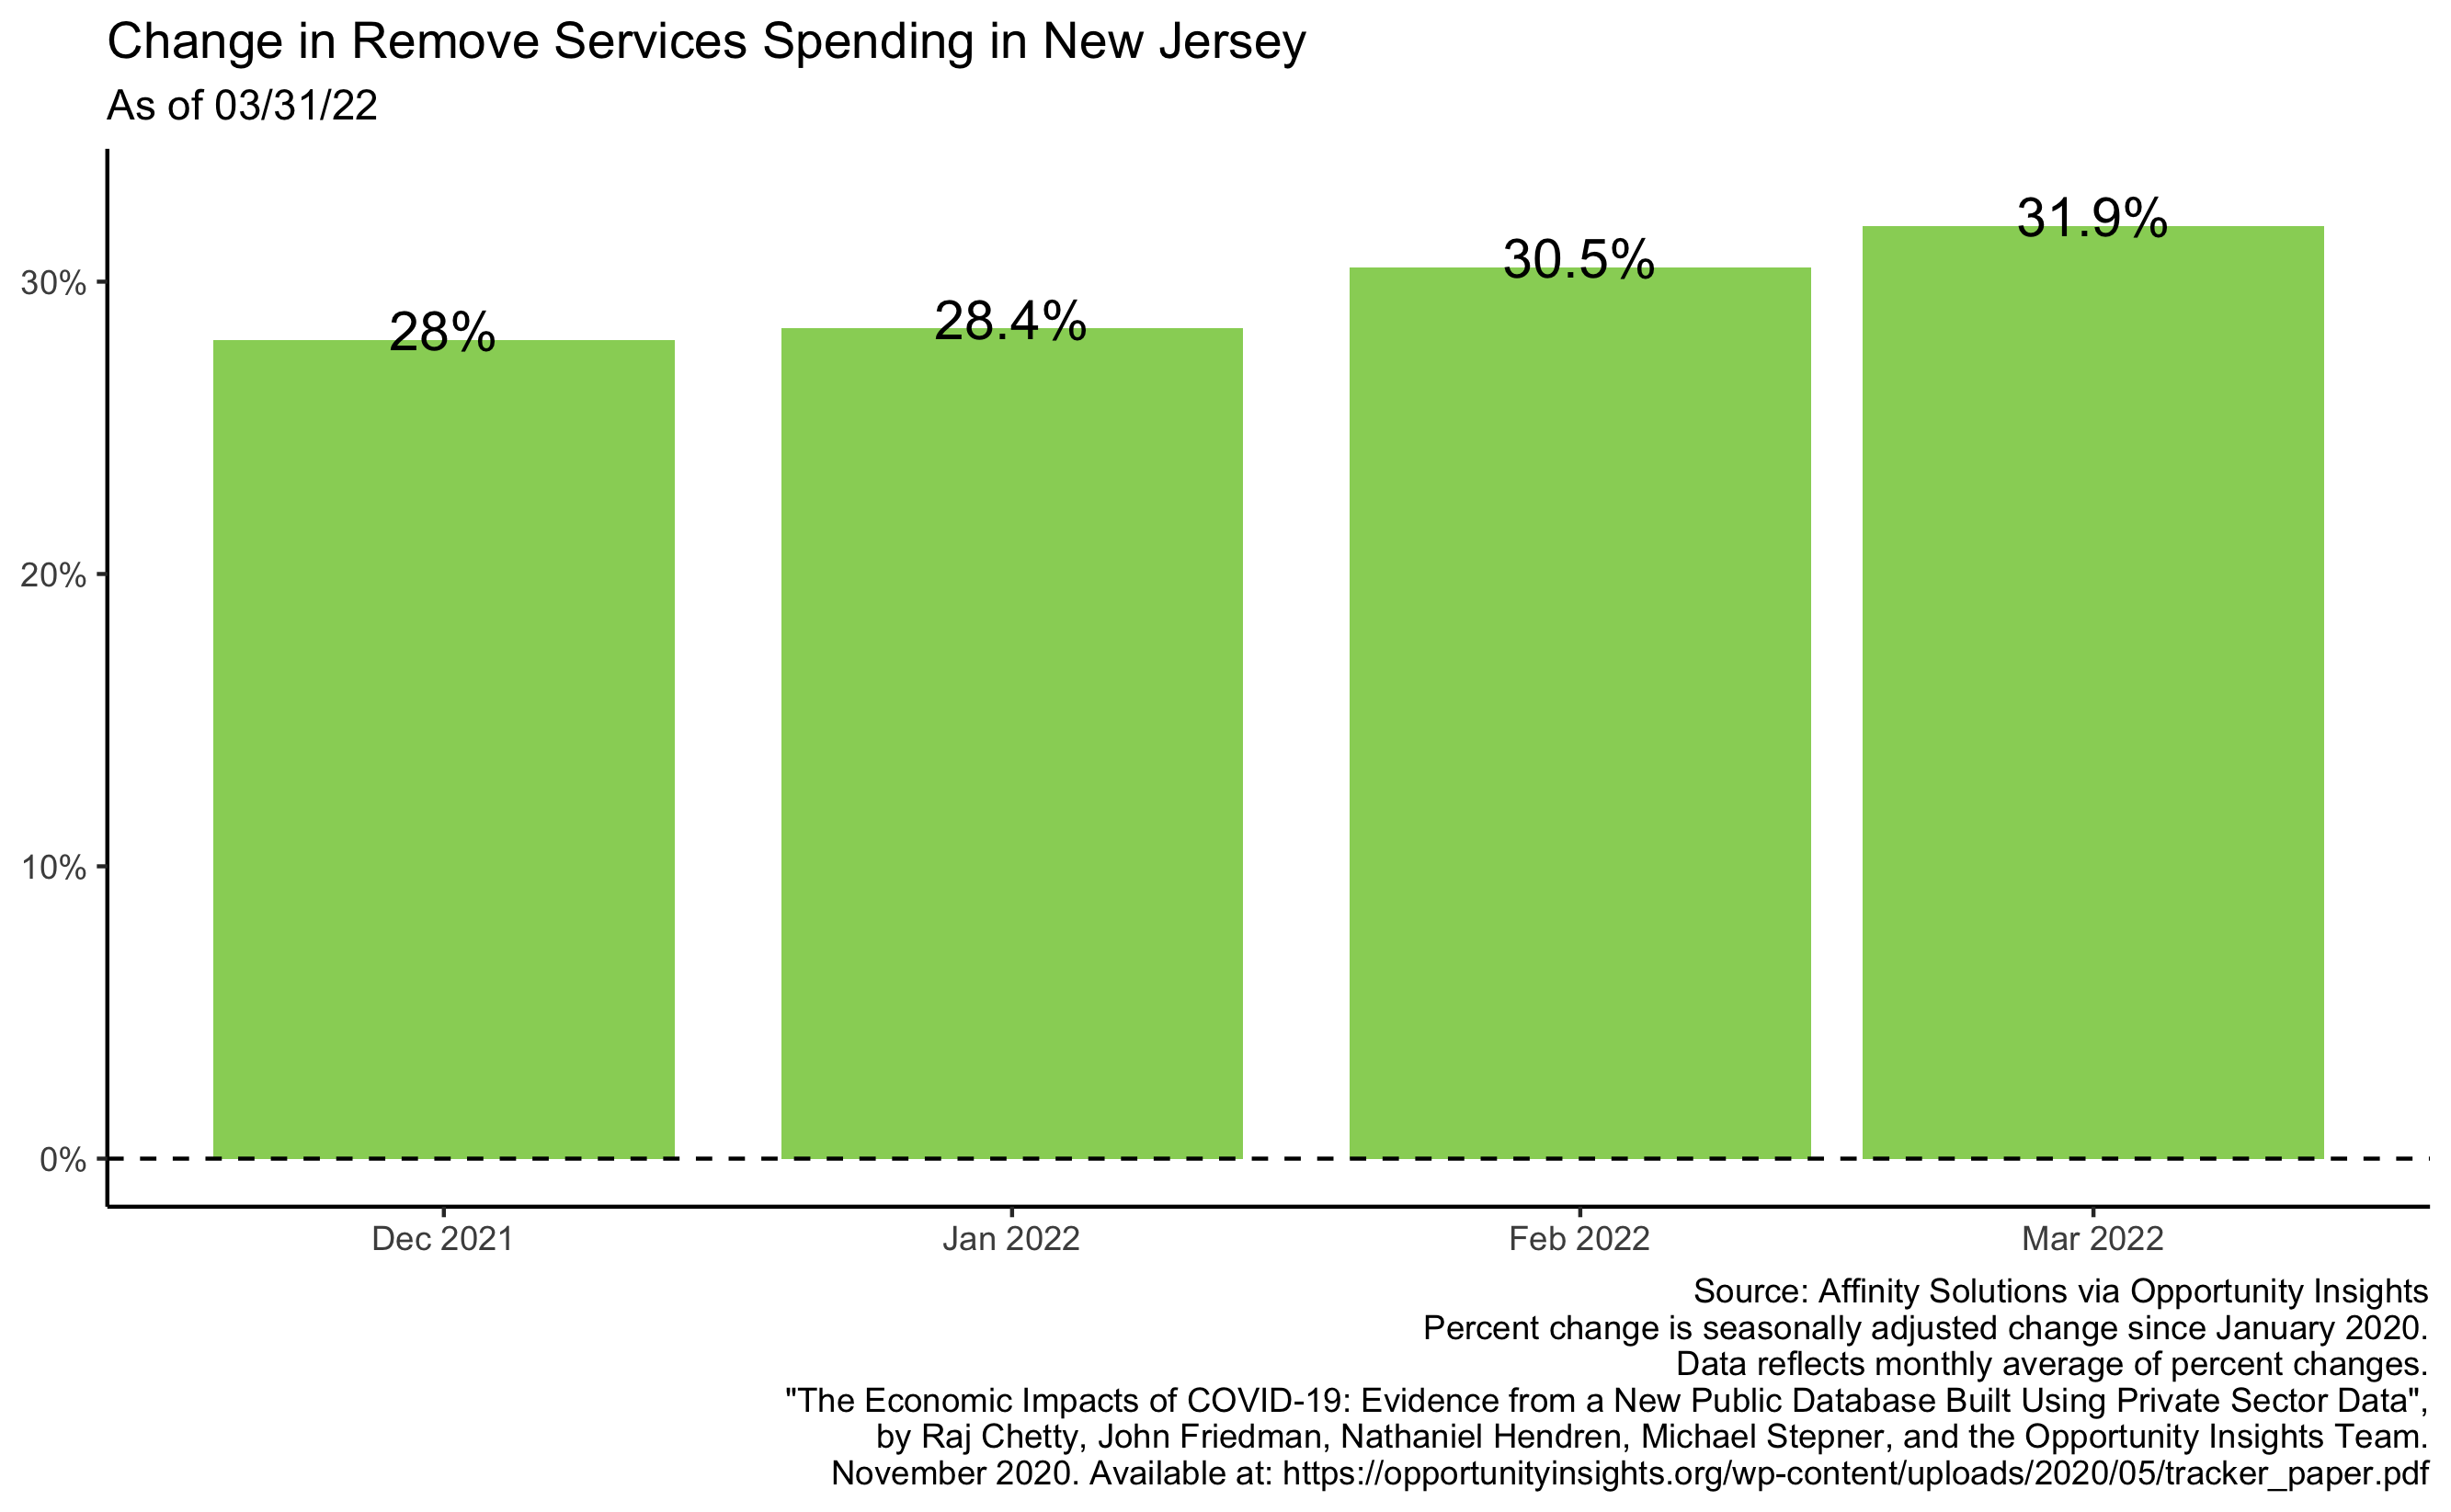 Change in Remove Services Spending in New Jersey
As of 03/31/22
30%
20%
10%
0%
28%
28.4%
30.5%
31.9%
Dec 2021
Jan 2022
Feb 2022
Mar 2022
Source: Affinity Solutions via Opportunity Insights
Percent change is seasonally adjusted change since January 2020.
Data reflects monthly average of percent changes.
"The Economic Impacts of COVID-19: Evidence from a New Public Database Built Using Private Sector Data",
by Raj Chetty, John Friedman, Nathaniel Hendren, Michael Stepner, and the Opportunity Insights Team.
November 2020. Available at: https://opportunityinsights.org/wp-content/uploads/2020/05/tracker_paper.pdf